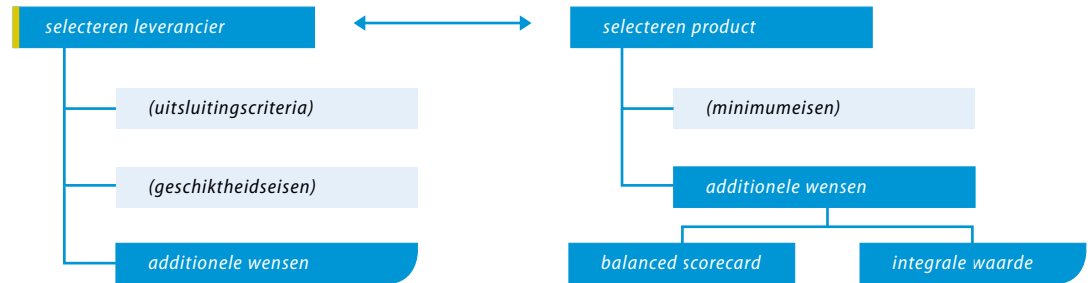 selecteren leverancier
selecteren product
(uitsluitingscriteria)
(minimumeisen)
(geschiktheidseisen)
additionele wensen
additionele wensen
balanced scorecard
integrale waarde